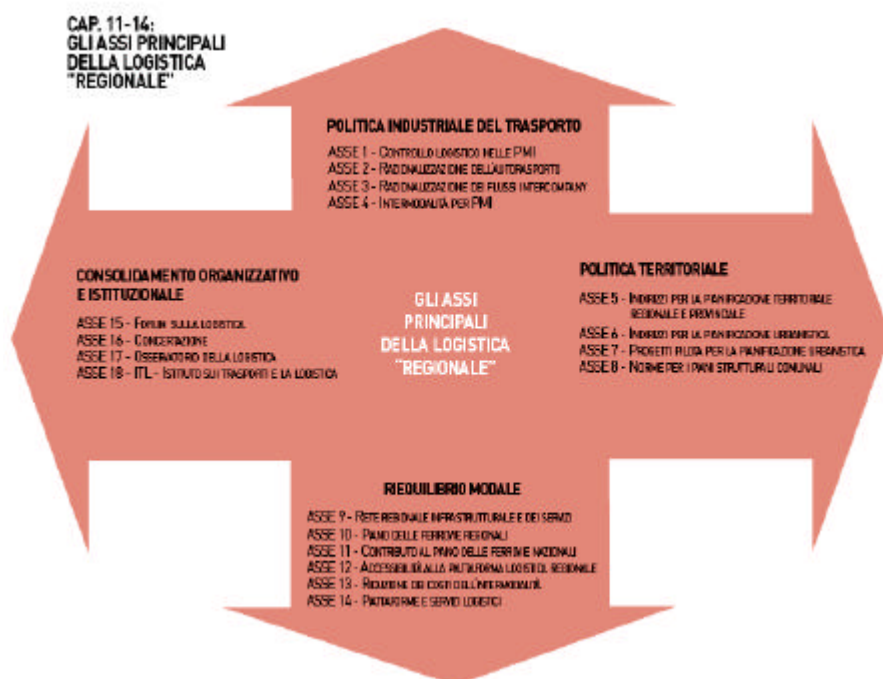 CAP. 11-14:
GLI ASSI PRINCIPALI
DELLA LOGISTICA
"REGIONALE"
POLITICA INDUSTRIALE DEL TRASPORTO
ASSE 1 - CONTROLLO LOGISTICO NELLE PMI
ASSE 2 - RAZIONALIZZAZIONE DELL'AUTORASPORTO
ASSE 3 - RAZIONALIZZAZIONE DEI FLUSSI INTERCOMPANY
ASSE 4 - INTERMODALITÀ PER PMI
CONSOLIDAMENTO ORGANIZZATIVO
E ISTITUZIONALE
ASSE 15 - FORUM SULLA LOGISTICA
ASSE 16 - CONCERTAZIONE
ASSE 17 - OSSERVATORIO DELLA LOGISTICA
ASSE 18 - ITL - ISTITUTO SUI TRASPORTI E LA LOGISTICA
GLI ASSI
PRINCIPALI
DELLA LOGISTICA
"REGIONALE"
POLITICA TERRITORIALE
ASSE 5 - INDIRIZZI PER LA PIANIFICAZIONE TERRITORIALE
REGIONALE E PROVINCIALE
ASSE 6 - INDIRIZZI PER LA PIANIFICAZIONE URBANISTICA
ASSE 7 - PROGETTI PILOTA PER LA PIANIFICAZIONE URBANISTICA
ASSE 8 - NORME PER I PIANI STRUTTURALI COMUNALI
RIEQUILIBRIO MODALE
ASSE 9 - RETE REGIONALE INFRASTRUTTURALE E DEI SERVIZI
ASSE 10 - PIANO DELLE FERROVIE REGIONALI
ASSE 11 - CONTRIBUTO AL PIANO DELLE FERROVIE NAZIONALI
ASSE 12 - ACCESSIBILITÀ ALLA PIATTAFORMA LOGISTICA REGIONALE
ASSE 13 - RIDUZIONE DEI COSTI DELL'INTERMODALITÀ
ASSE 14 - PIATTAFORME E SERVIZI LOGISTICI